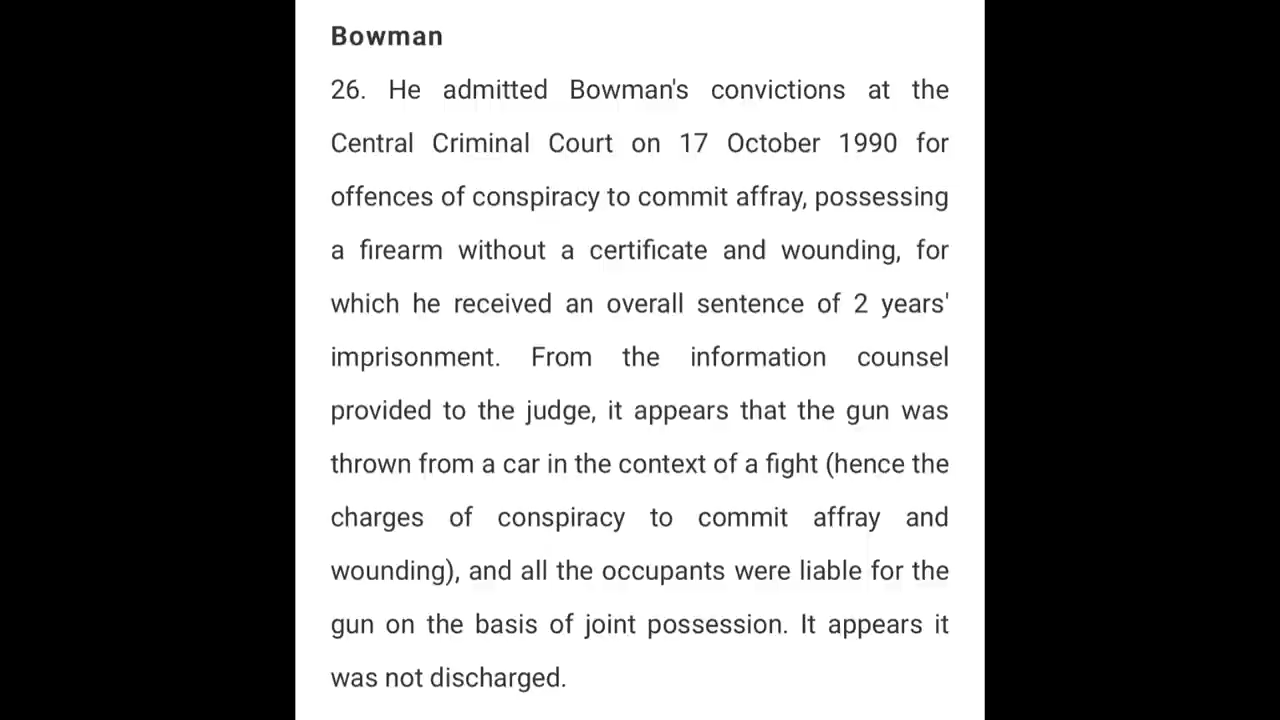 Bowman
26. He admitted Bowman's convictions at the
Central Criminal Court on 17 October 1990 for
offences of conspiracy to commit affray, possessing
a firearm without a certificate and wounding, for
which he received an overall sentence of 2 years'
imprisonment. From the information counsel
provided to the judge, it appears that the gun was
thrown from a car in the context of a fight (hence the
charges of conspiracy to commit affray and
wounding), and all the occupants were liable for the
gun on the basis of joint possession. It appears it
was not discharged.